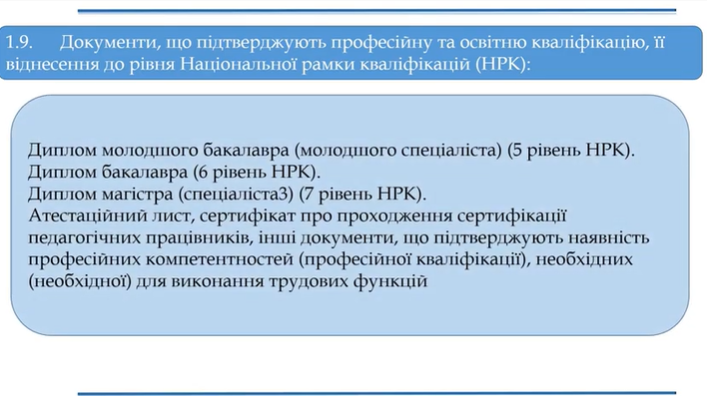 1.9. Документи, що підтверджують професійну та освітню кваліфікацію, її
віднесення до рівня Національної рамки кваліфікацій (НРК):
Диплом молодшого бакалавра (молодшого спеціаліста) (5 рівень НРК).
Диплом бакалавра (6 рівень НРК).
Диплом магістра (спеціаліста3) (7 рівень НРК).
Атестаційний лист, сертифікат про проходження сертифікації
педагогічних працівників, інші документи, що підтверджують наявність
професійних компетентностей (професійної кваліфікації), необхідних
(необхідної) для виконання трудових функцій